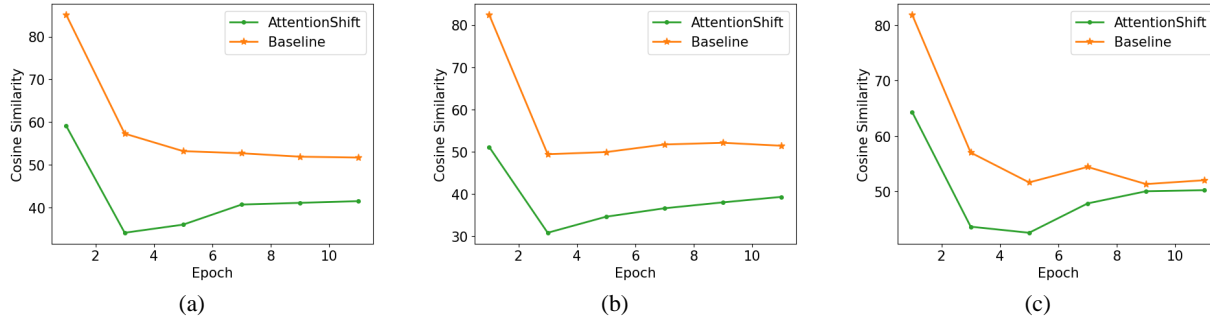 AttentionShift
Baseline
Cosine Similarity
80
70
60
50
40
2 4 6 8 10
Epoch
(a)
AttentionShift
Baseline
Cosine Similarity
80
70
60
50
40
30
2 4 6 8 10
Epoch
(b)
AttentionShift
Baseline
Cosine Similarity
80
70
60
50
2 4 6 8 10
Epoch
(c)